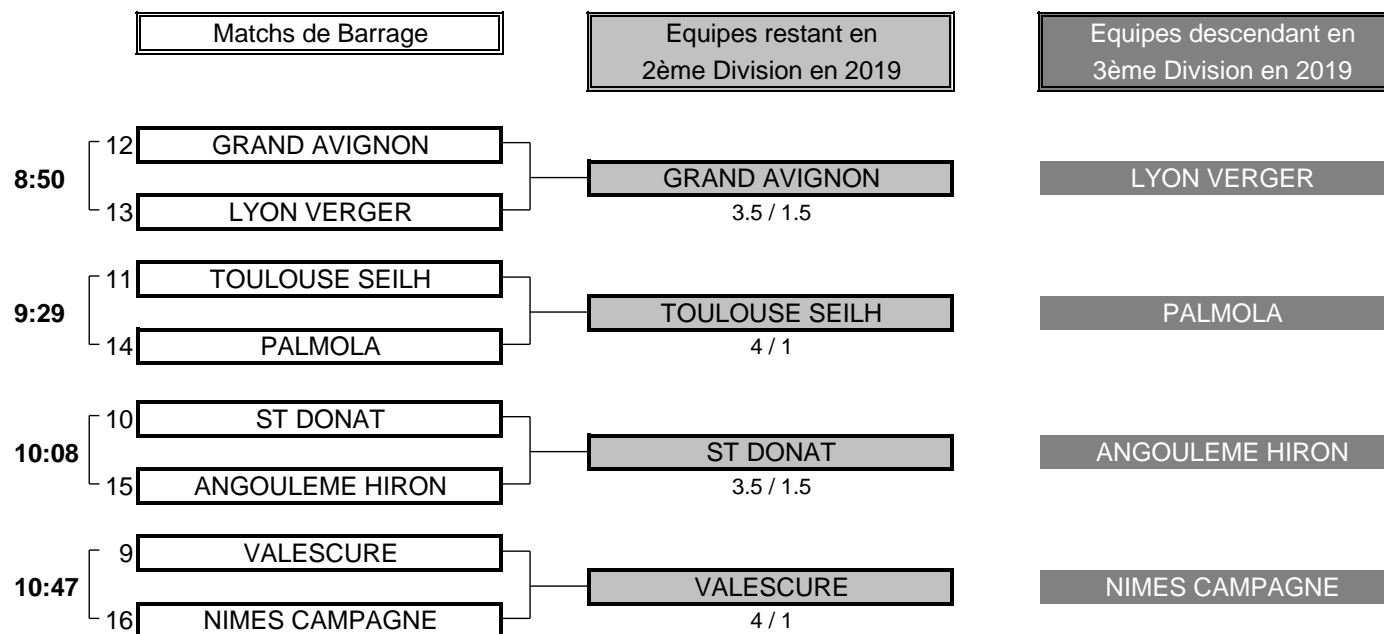 Matchs de Barrage
Equipes restant en
2ème Division en 2019
Equipes descendant en
3ème Division en 2019
12 GRAND AVIGNON
8:50 GRAND AVIGNON LYON VERGER
13 LYON VERGER 3.5 / 1.5
11 TOULOUSE SEILH
9:29 TOULOUSE SEILH PALMOLA
14 PALMOLA 4 / 1
10 ST DONAT
10:08 ST DONAT ANGOULEME HIRON
15 ANGOULEME HIRON 3.5 / 1.5
9 VALESCURE
10:47 VALESCURE NIMES CAMPAGNE
16 NIMES CAMPAGNE 4 / 1